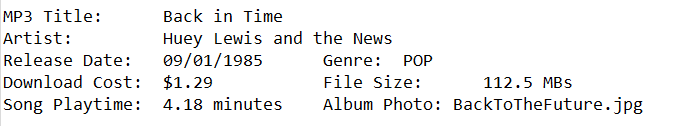 MP3 Title: Back in Time
Artist: Huey Lewis and the News
Release Date: 09/01/1985 Genre: POP
Download Cost: $1.29 File Size: 112.5 MBs
Song Playtime: 4.18 minutes Album Photo: BackToTheFuture.jpg